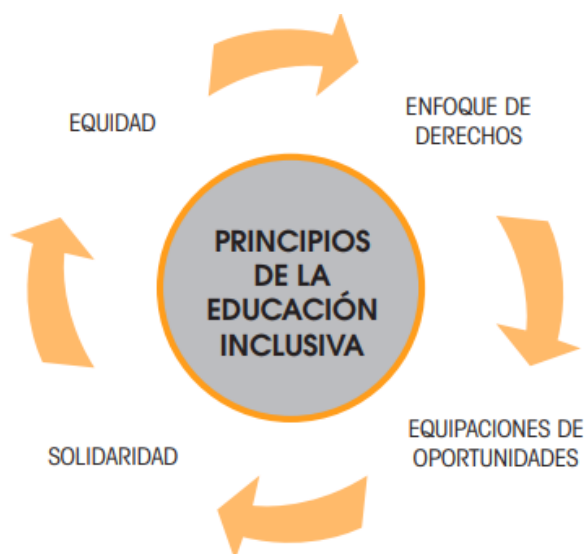 EQUIDAD
ENFOQUE DE
DERECHOS
PRINCIPIOS
DE LA
EDUCACIÓN
INCLUSIVA
EQUIPACIONES DE
OPORTUNIDADES
SOLIDARIDAD